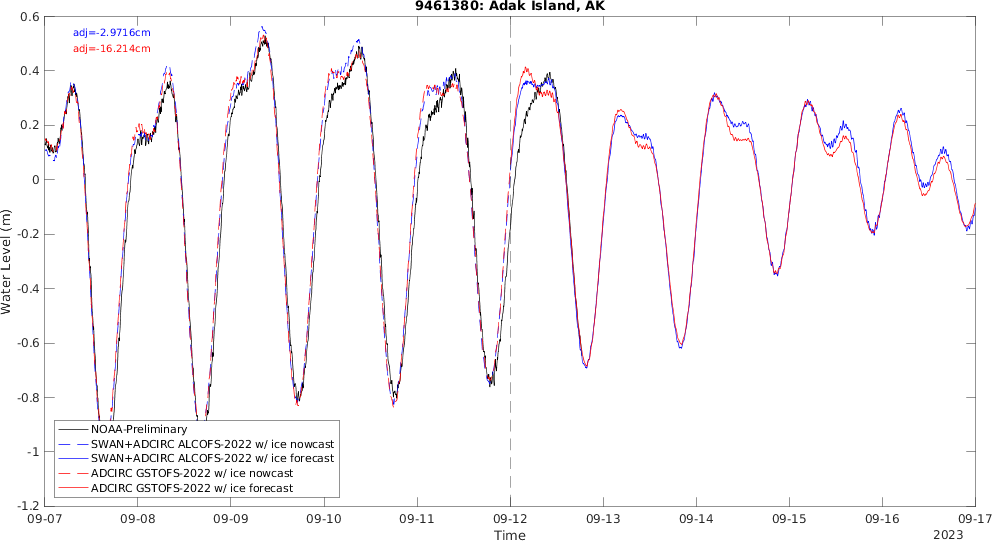 9461380: Adak Island, AK
adj=-2.9716cm
adj=-16.214cm
0.6
0.4
0.2
0
-0.2
-0.4
-0.6
-0.8
-1
-1.2
Water Level (m)
NOAA-Preliminary
SWAN+ADCIRC ALCOFS-2022 w/ ice nowcast
SWAN+ADCIRC ALCOFS-2022 w/ ice forecast
ADCIRC GSTOFS-2022 w/ ice nowcast
ADCIRC GSTOFS-2022 w/ ice forecast
09-07 09-08 09-09 09-10 09-11 09-12 09-13 09-14 09-15 09-16 09-17
Time
2023